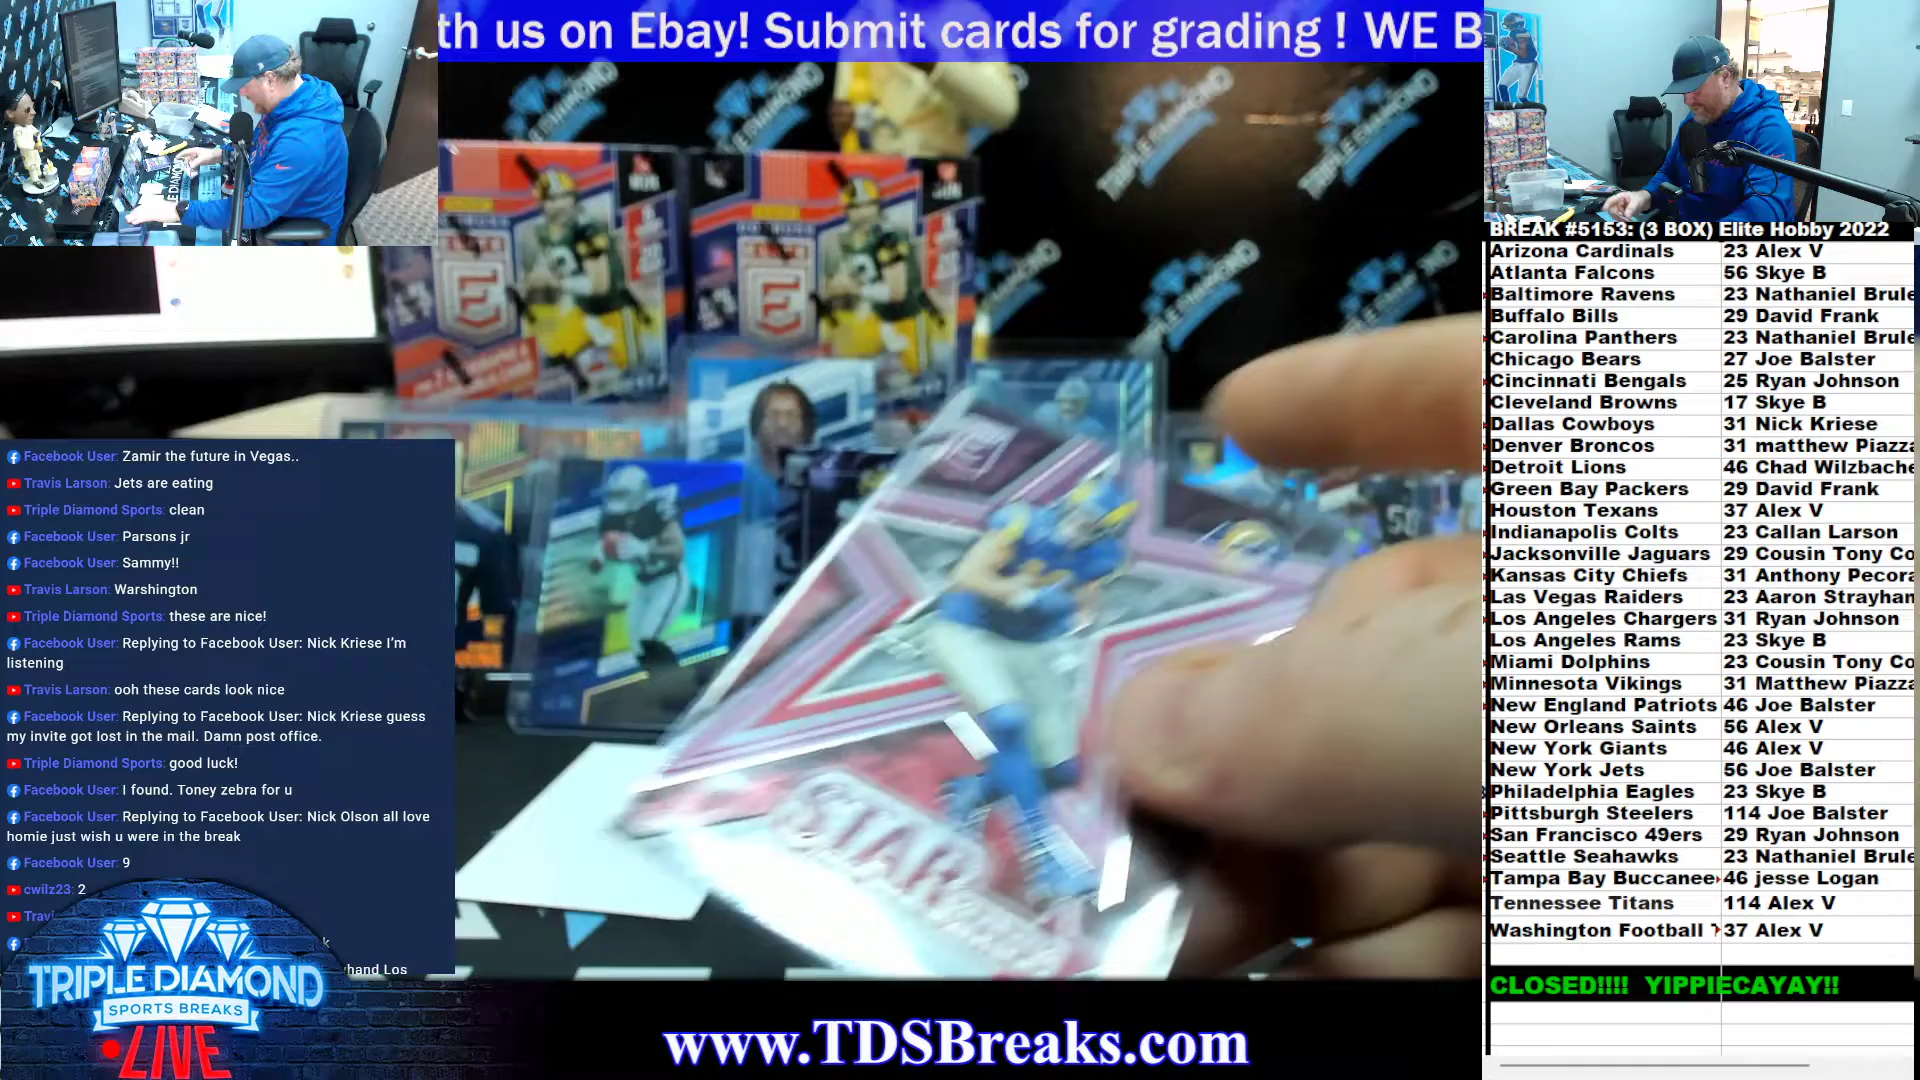 th us on Ebay! Submit cards for grading ! WE B
BREAK #5153: (3 BOX) Elite Hobby 2022
Arizona Cardinals 23 Alex V
Atlanta Falcons 56 Skye B
Baltimore Ravens 23 Nathaniel Brule
Buffalo Bills 29 David Frank
Carolina Panthers 23 Nathaniel Brule
Chicago Bears 27 Joe Balster
Cincinnati Bengals 25 Ryan Johnson
Cleveland Browns 17 Skye B
Dallas Cowboys 31 Nick Kriese
Denver Broncos 31 matthew Piazza
Detroit Lions 46 Chad Wilzbache
Green Bay Packers 29 David Frank
Houston Texans 37 Alex V
Indianapolis Colts 23 Callan Larson
Jacksonville Jaguars 29 Cousin Tony Co
Kansas City Chiefs 31 Anthony Pecora
Las Vegas Raiders 23 Aaron Strayhan
Los Angeles Chargers 31 Ryan Johnson
Los Angeles Rams 23 Skye B
Miami Dolphins 23 Cousin Tony Co
Minnesota Vikings 31 Matthew Piazza
New England Patriots 46 Joe Balster
New Orleans Saints 56 Alex V
New York Giants 46 Alex V
New York Jets 56 Joe Balster
Philadelphia Eagles 23 Skye B
Pittsburgh Steelers 114 Joe Balster
San Francisco 49ers 29 Ryan Johnson
Seattle Seahawks 23 Nathaniel Brule
Tampa Bay Buccanee 46 jesse Logan
Tennessee Titans 114 Alex V
Washington Football 37 Alex V
CLOSED!!!! YIPPIECAYAY!!
Facebook User: Zamir the future in Vegas..
Travis Larson: Jets are eating
Triple Diamond Sports: clean
Facebook User: Parsons jr
Facebook User: Sammy!!
Travis Larson: Warshington
Triple Diamond Sports: these are nice!
Facebook User: Replying to Facebook User: Nick Kriese I’m
listening
Travis Larson: ooh these cards look nice
Facebook User: Replying to Facebook User: Nick Kriese guess
my invite got lost in the mail. Damn post office.
Triple Diamond Sports: good luck!
Facebook User: I found. Toney zebra for u
Facebook User: Replying to Facebook User: Nick Olson all love
homie just wish u were in the break
Facebook User: 9
cwilz23: 2
Travi
k
yhand Los
TRIPLE DIAMOND
SPORTS BREAKS
LIVE
ELITE
ELITE
STAR
www.TDSBreaks.com